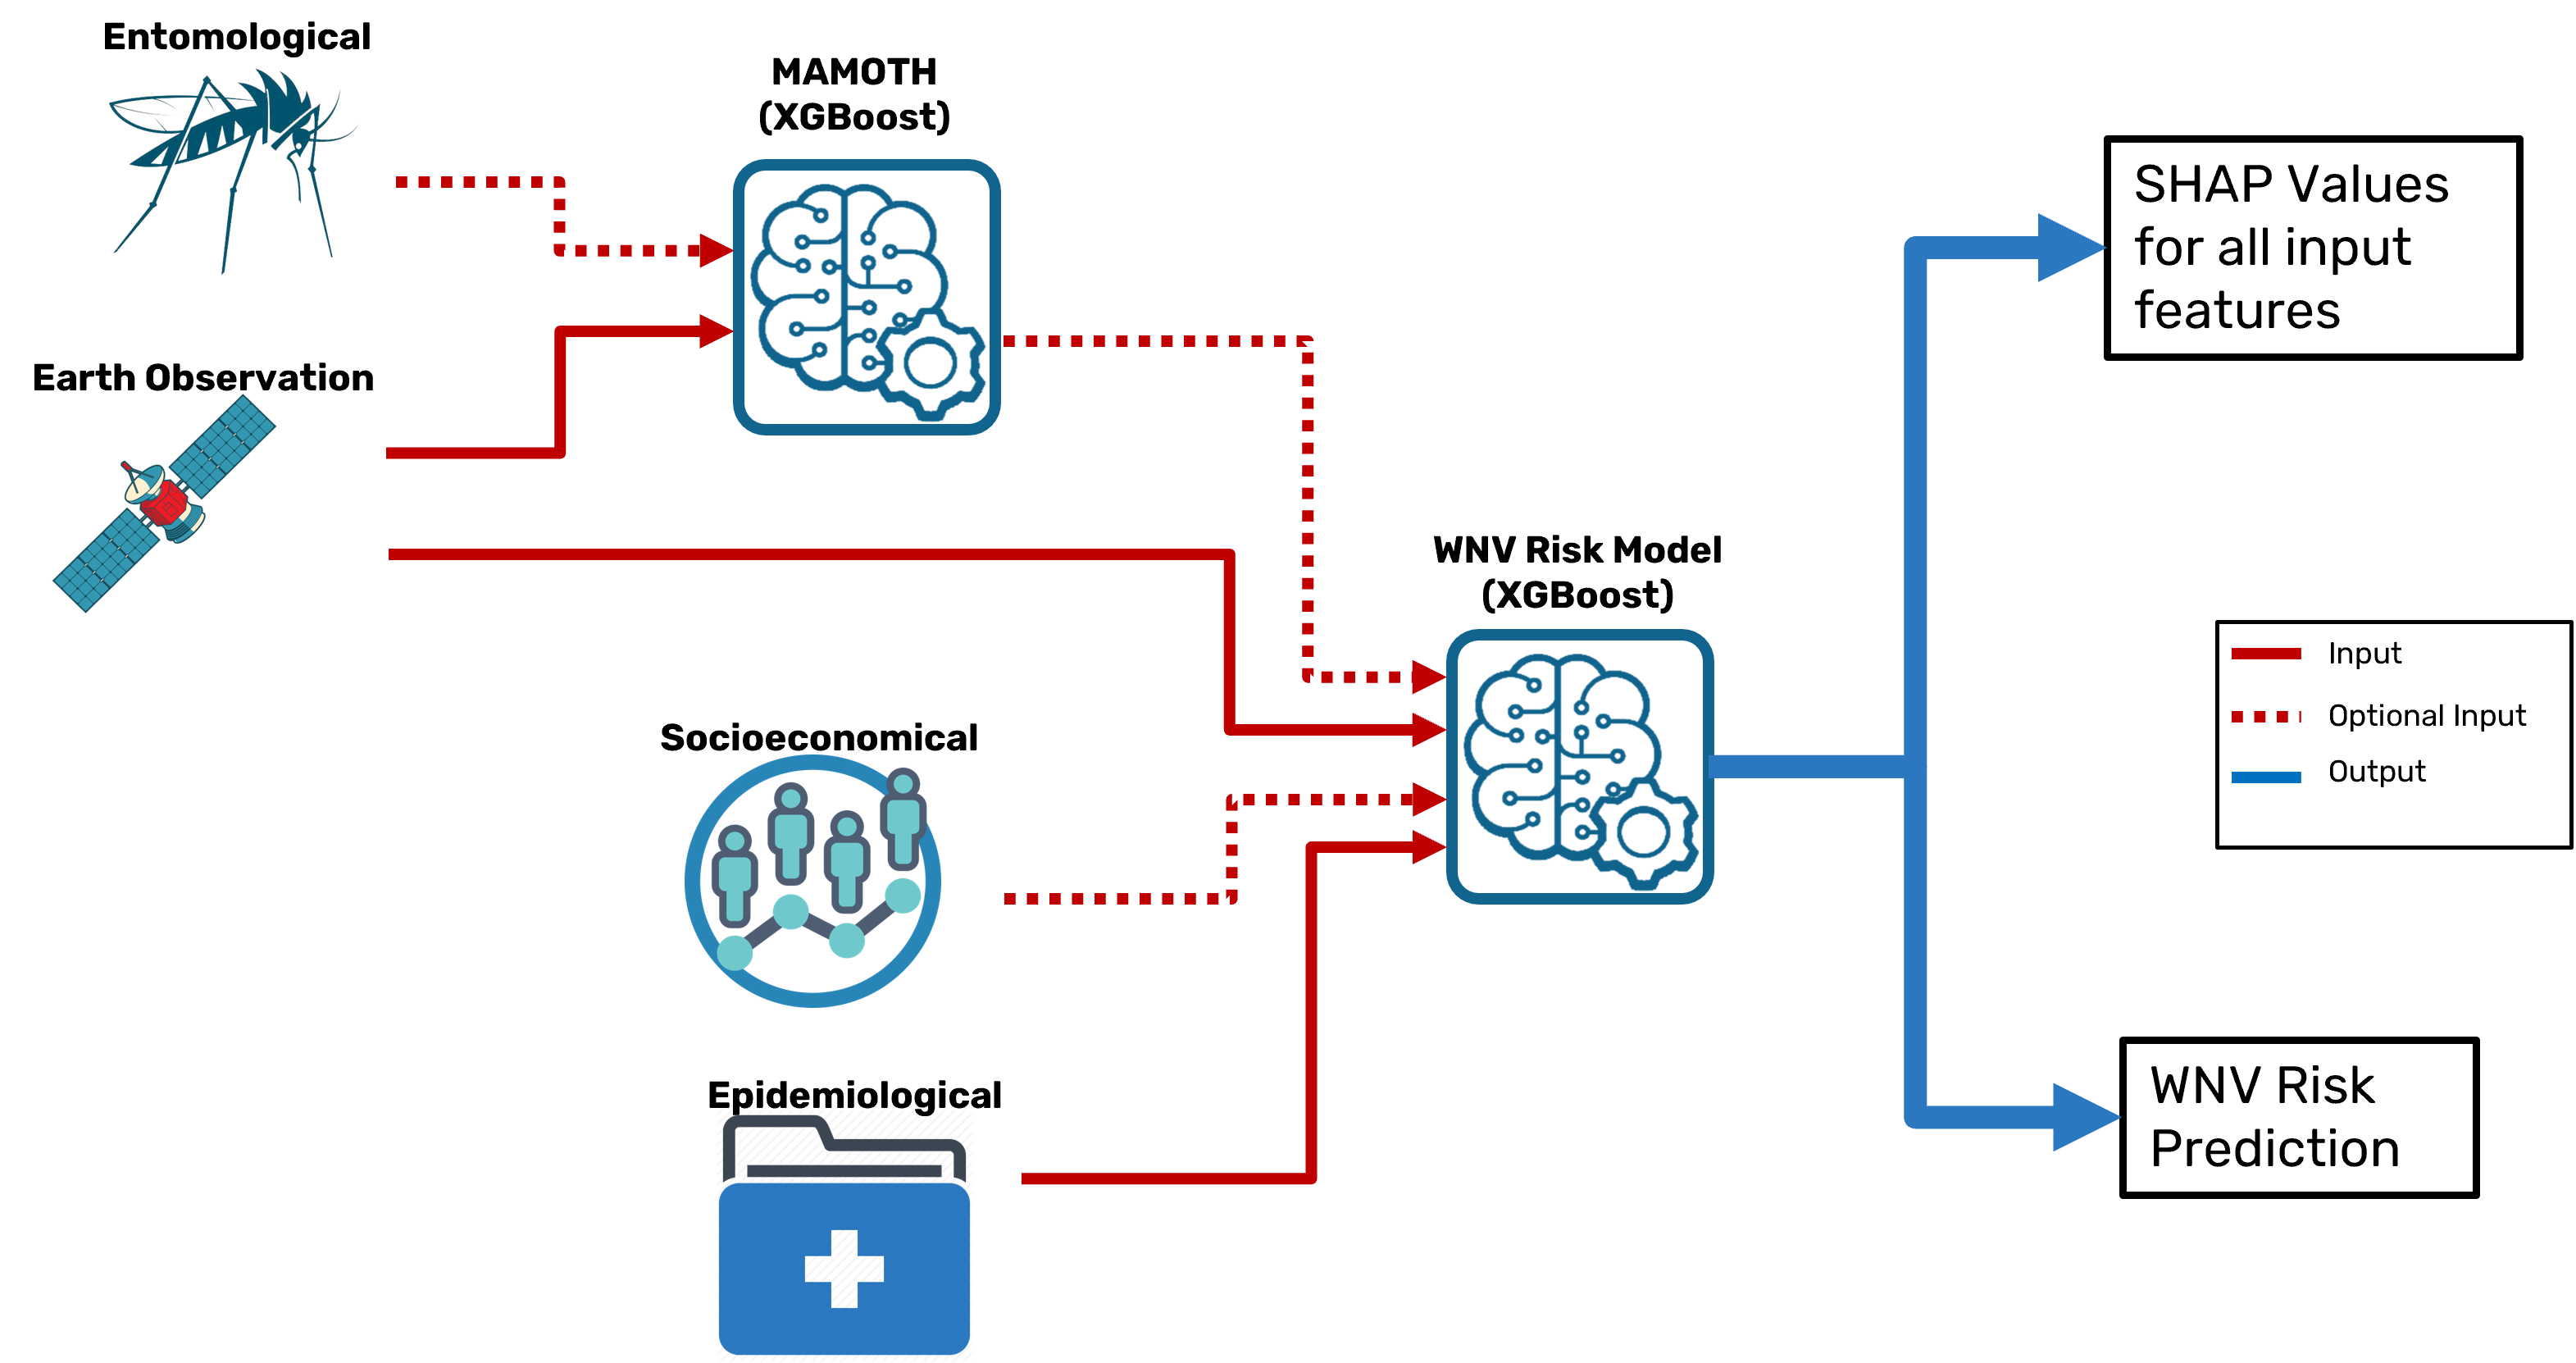 Entomological
MAMOTH
(XGBoost)
Earth Observation
SHAP Values
for all input
features
WNV Risk Model
(XGBoost)
Socioeconomical
Epidemiological
WNV Risk
Prediction
Input
Optional Input
Output